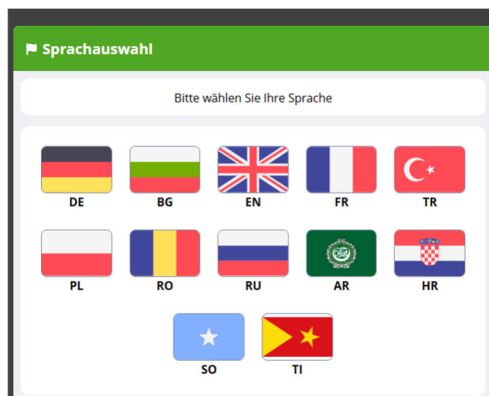 Sprachauswahl
Bitte wählen Sie Ihre Sprache
DE BG EN FR TR
PL RO RU AR HR
SO TI